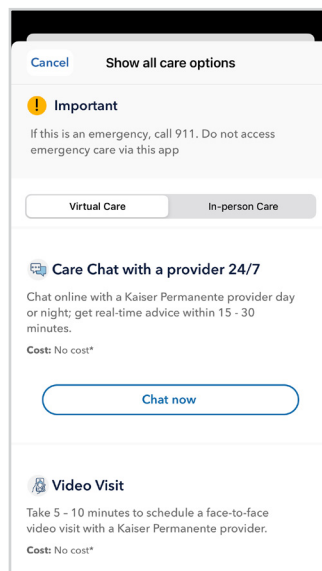 Cancel
Show all care options
! Important
If this is an emergency, call 911. Do not access
emergency care via this app
Virtual Care
In-person Care
Care Chat with a provider 24/7
Chat online with a Kaiser Permanente provider day
or night; get real-time advice within 15 - 30
minutes.
Cost: No cost*
Chat now
Video Visit
Take 5 – 10 minutes to schedule a face-to-face
video visit with a Kaiser Permanente provider.
Cost: No cost*